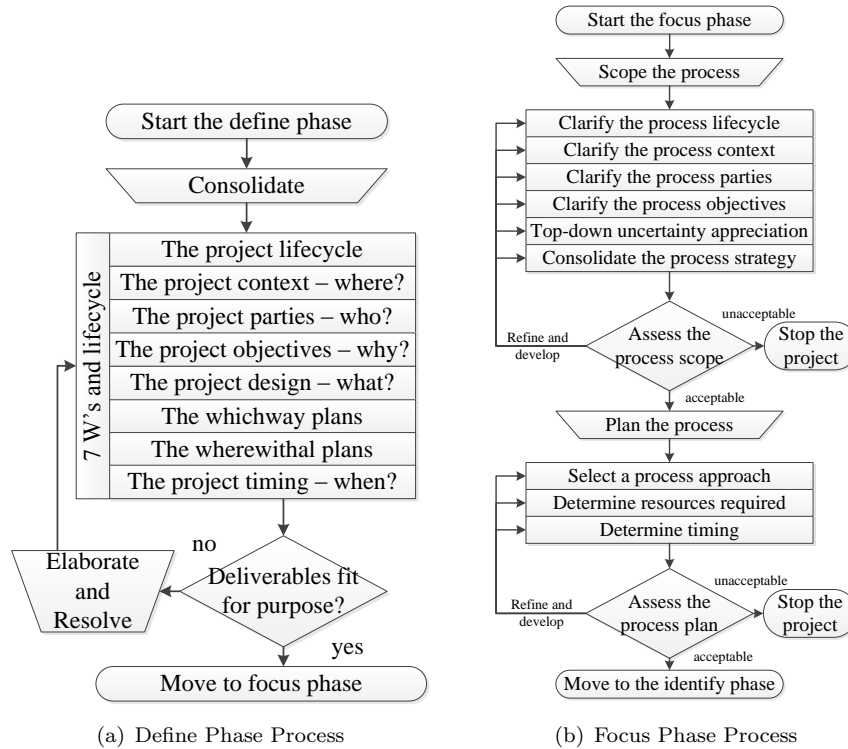 Start the define phase
Consolidate
7 W's and lifecycle
The project lifecycle
The project context – where?
The project parties – who?
The project objectives – why?
The project design – what?
The whichway plans
The wherewithal plans
The project timing – when?
no
Elaborate
and
Resolve
Deliverables fit
for purpose?
yes
Move to focus phase
(a) Define Phase Process
Start the focus phase
Scope the process
Clarify the process lifecycle
Clarify the process context
Clarify the process parties
Clarify the process objectives
Top-down uncertainty appreciation
Consolidate the process strategy
Refine and
develop
Assess the
process scope
unacceptable
Stop the
project
acceptable
Plan the process
Select a process approach
Determine resources required
Determine timing
Refine and
develop
Assess the
process plan
unacceptable
Stop the
project
acceptable
Move to the identify phase
(b) Focus Phase Process